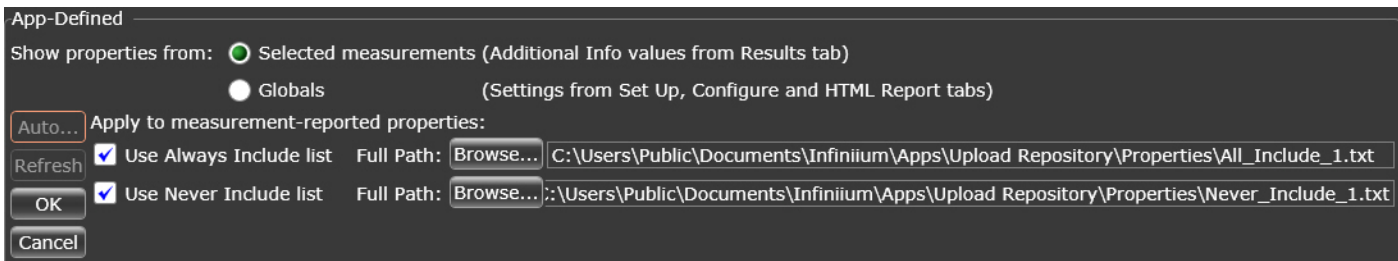 App-Defined
Show properties from: Selected measurements (Additional Info values from Results tab)
Globals (Settings from Set Up, Configure and HTML Report tabs)
Auto... Apply to measurement-reported properties:
Use Always Include list Full Path: Browse... C:\Users\Public\Documents\Infiniium\Apps\Upload Repository\Properties\All_Include_1.txt
Refresh
Use Never Include list Full Path: Browse... :\Users\Public\Documents\Infiniium\Apps\Upload Repository\Properties\Never_Include_1.txt
OK
Cancel